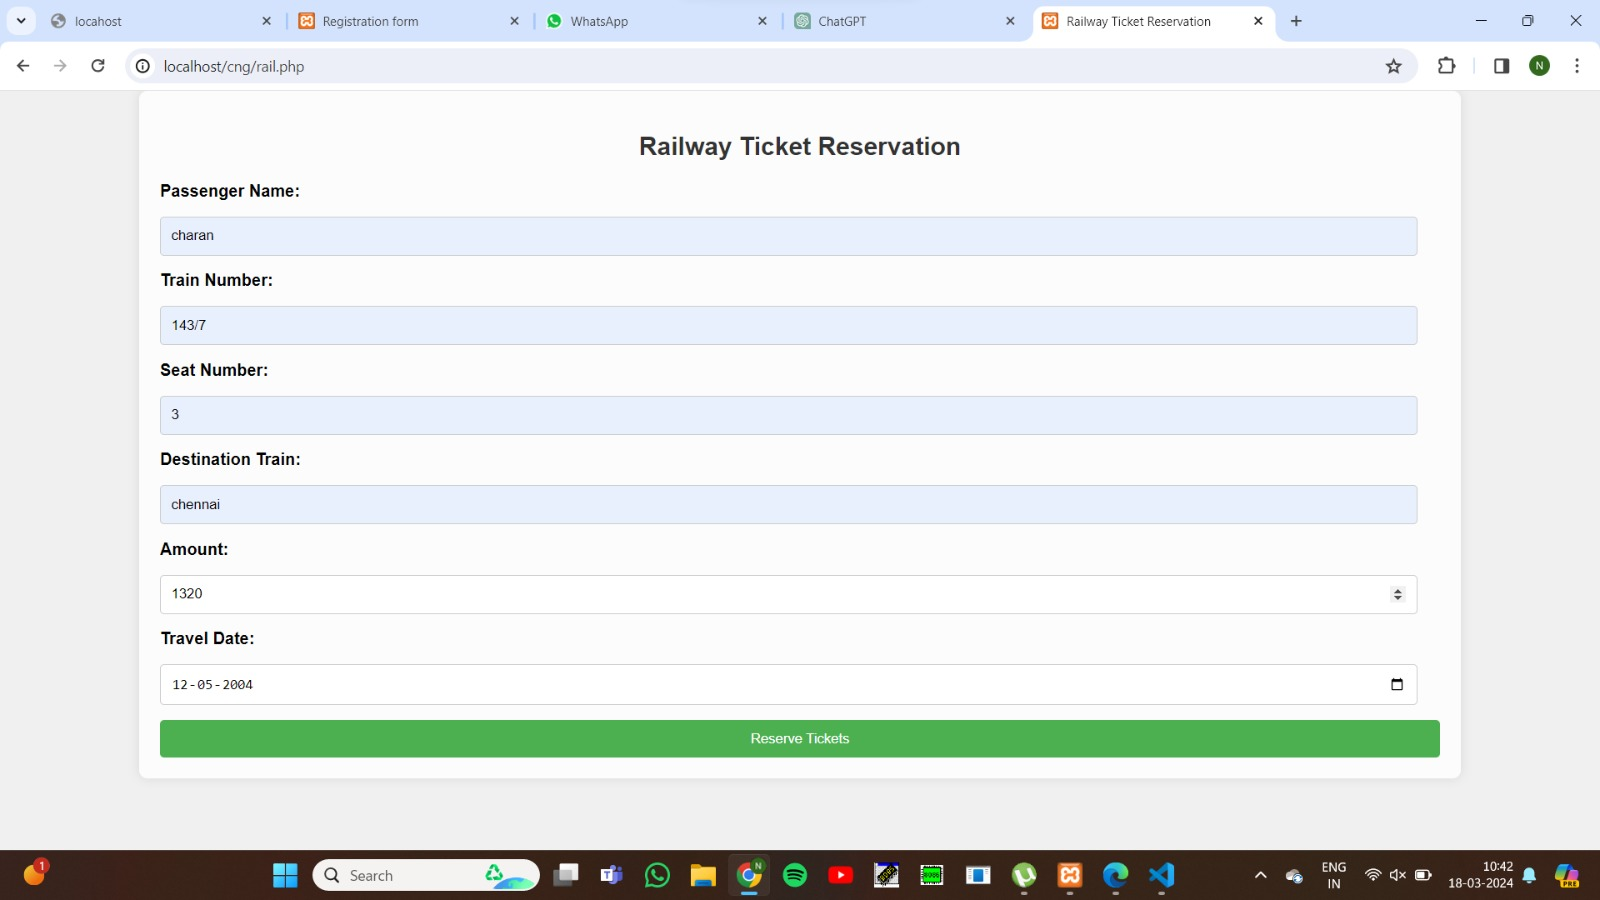 locahost
Registration form
WhatsApp
ChatGPT
Railway Ticket Reservation
localhost/cng/rail.php
N
Railway Ticket Reservation
Passenger Name:
charan
Train Number:
143/7
Seat Number:
3
Destination Train:
chennai
Amount:
1320
Travel Date:
12-05-2004
Reserve Tickets
1
Search
N
ENG
IN
10:42
18-03-2024
PRE